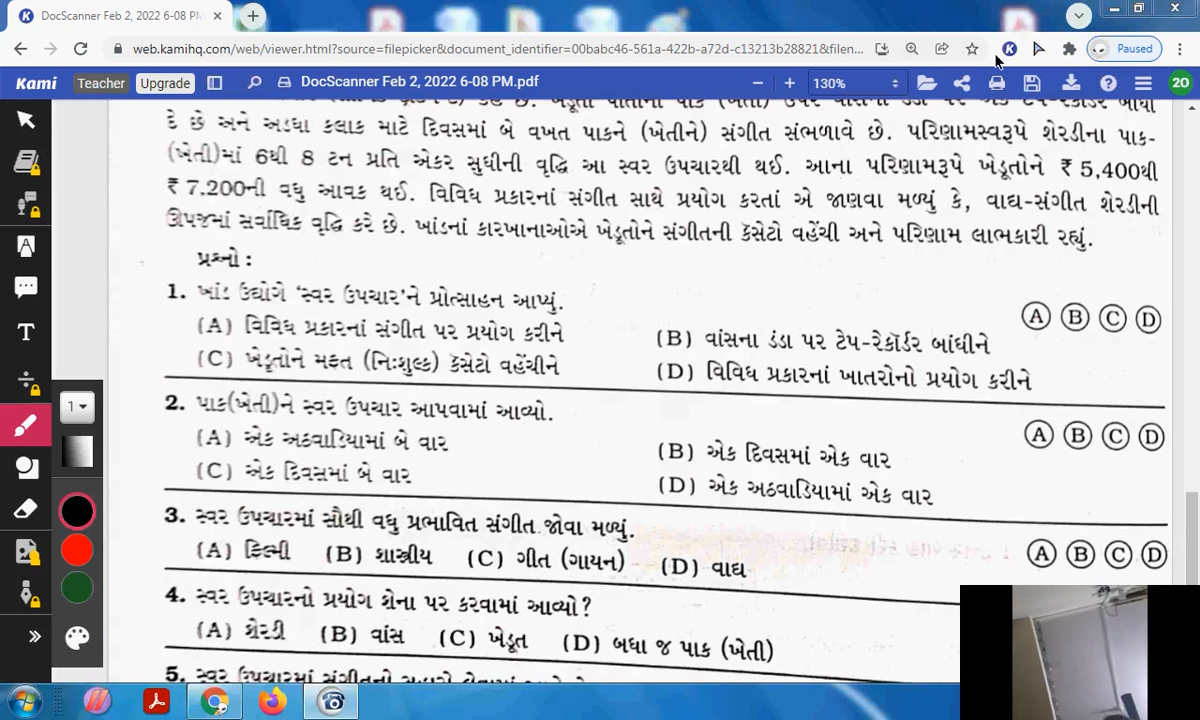 DocScanner Feb 2, 2022 6-08 PM
web.kamihq.com/web/viewer.html?source=filepicker&document_identifier=00babc46-561a-422b-a72d-c13213b28821&filen...
Paused
Kami Teacher Upgrade DocScanner Feb 2, 2022 6-08 PM.pdf 130% 20
દે છે અને અડધા કલાક માટે દિવસમાં બે વખત પાકને (ખેતીને) સંગીત સંભળાવે છે. પરિણામસ્વરૂપે શેરડીના પાક-
(ખેતી)માં 6થી 8 ટન પ્રતિ એકર સુધીની વૃદ્ધિ આ સ્વર ઉપચારથી થઈ. આના પરિણામરૂપે ખેડૂતોને ₹ 5,400થી
₹ 7.200ની વધુ આવક થઈ. વિવિધ પ્રકારનાં સંગીત સાથે પ્રયોગ કરતાં એ જાણવા મળ્યું કે, વાદ્ય-સંગીત શેરડીની
ઊપજમાં સર્વાધિક વૃદ્ધિ કરે છે. ખાંડનાં કારખાનાઓએ ખેડૂતોને સંગીતની કૅસેટો વહેંચી અને પરિણામ લાભકારી રહ્યું.
પ્રશ્નો :
1. ખાંડ ઉદ્યોગે ‘સ્વર ઉપચાર’ને પ્રોત્સાહન આપ્યું. A B C D
(A) વિવિધ પ્રકારનાં સંગીત પર પ્રયોગ કરીને (B) વાંસના ડંડા પર ટેપ-રેકૉર્ડર બાંધીને
(C) ખેડૂતોને મફત (નિઃશુલ્ક) કૅસેટો વહેંચીને (D) વિવિધ પ્રકારનાં ખાતરોનો પ્રયોગ કરીને
2. પાક(ખેતી)ને સ્વર ઉપચાર આપવામાં આવ્યો. A B C D
(A) એક અઠવાડિયામાં બે વાર (B) એક દિવસમાં એક વાર
(C) એક દિવસમાં બે વાર (D) એક અઠવાડિયામાં એક વાર
3. સ્વર ઉપચારમાં સૌથી વધુ પ્રભાવિત સંગીત જોવા મળ્યું.
(A) ફિલ્મી (B) શાસ્ત્રીય (C) ગીત (ગાયન) (D) વાદ્ય A B C D
4. સ્વર ઉપચારનો પ્રયોગ શેના પર કરવામાં આવ્યો?
(A) શેરડી (B) વાંસ (C) ખેડૂત (D) બધા જ પાક (ખેતી)
5. સ્વર ઉપચારમાં
1